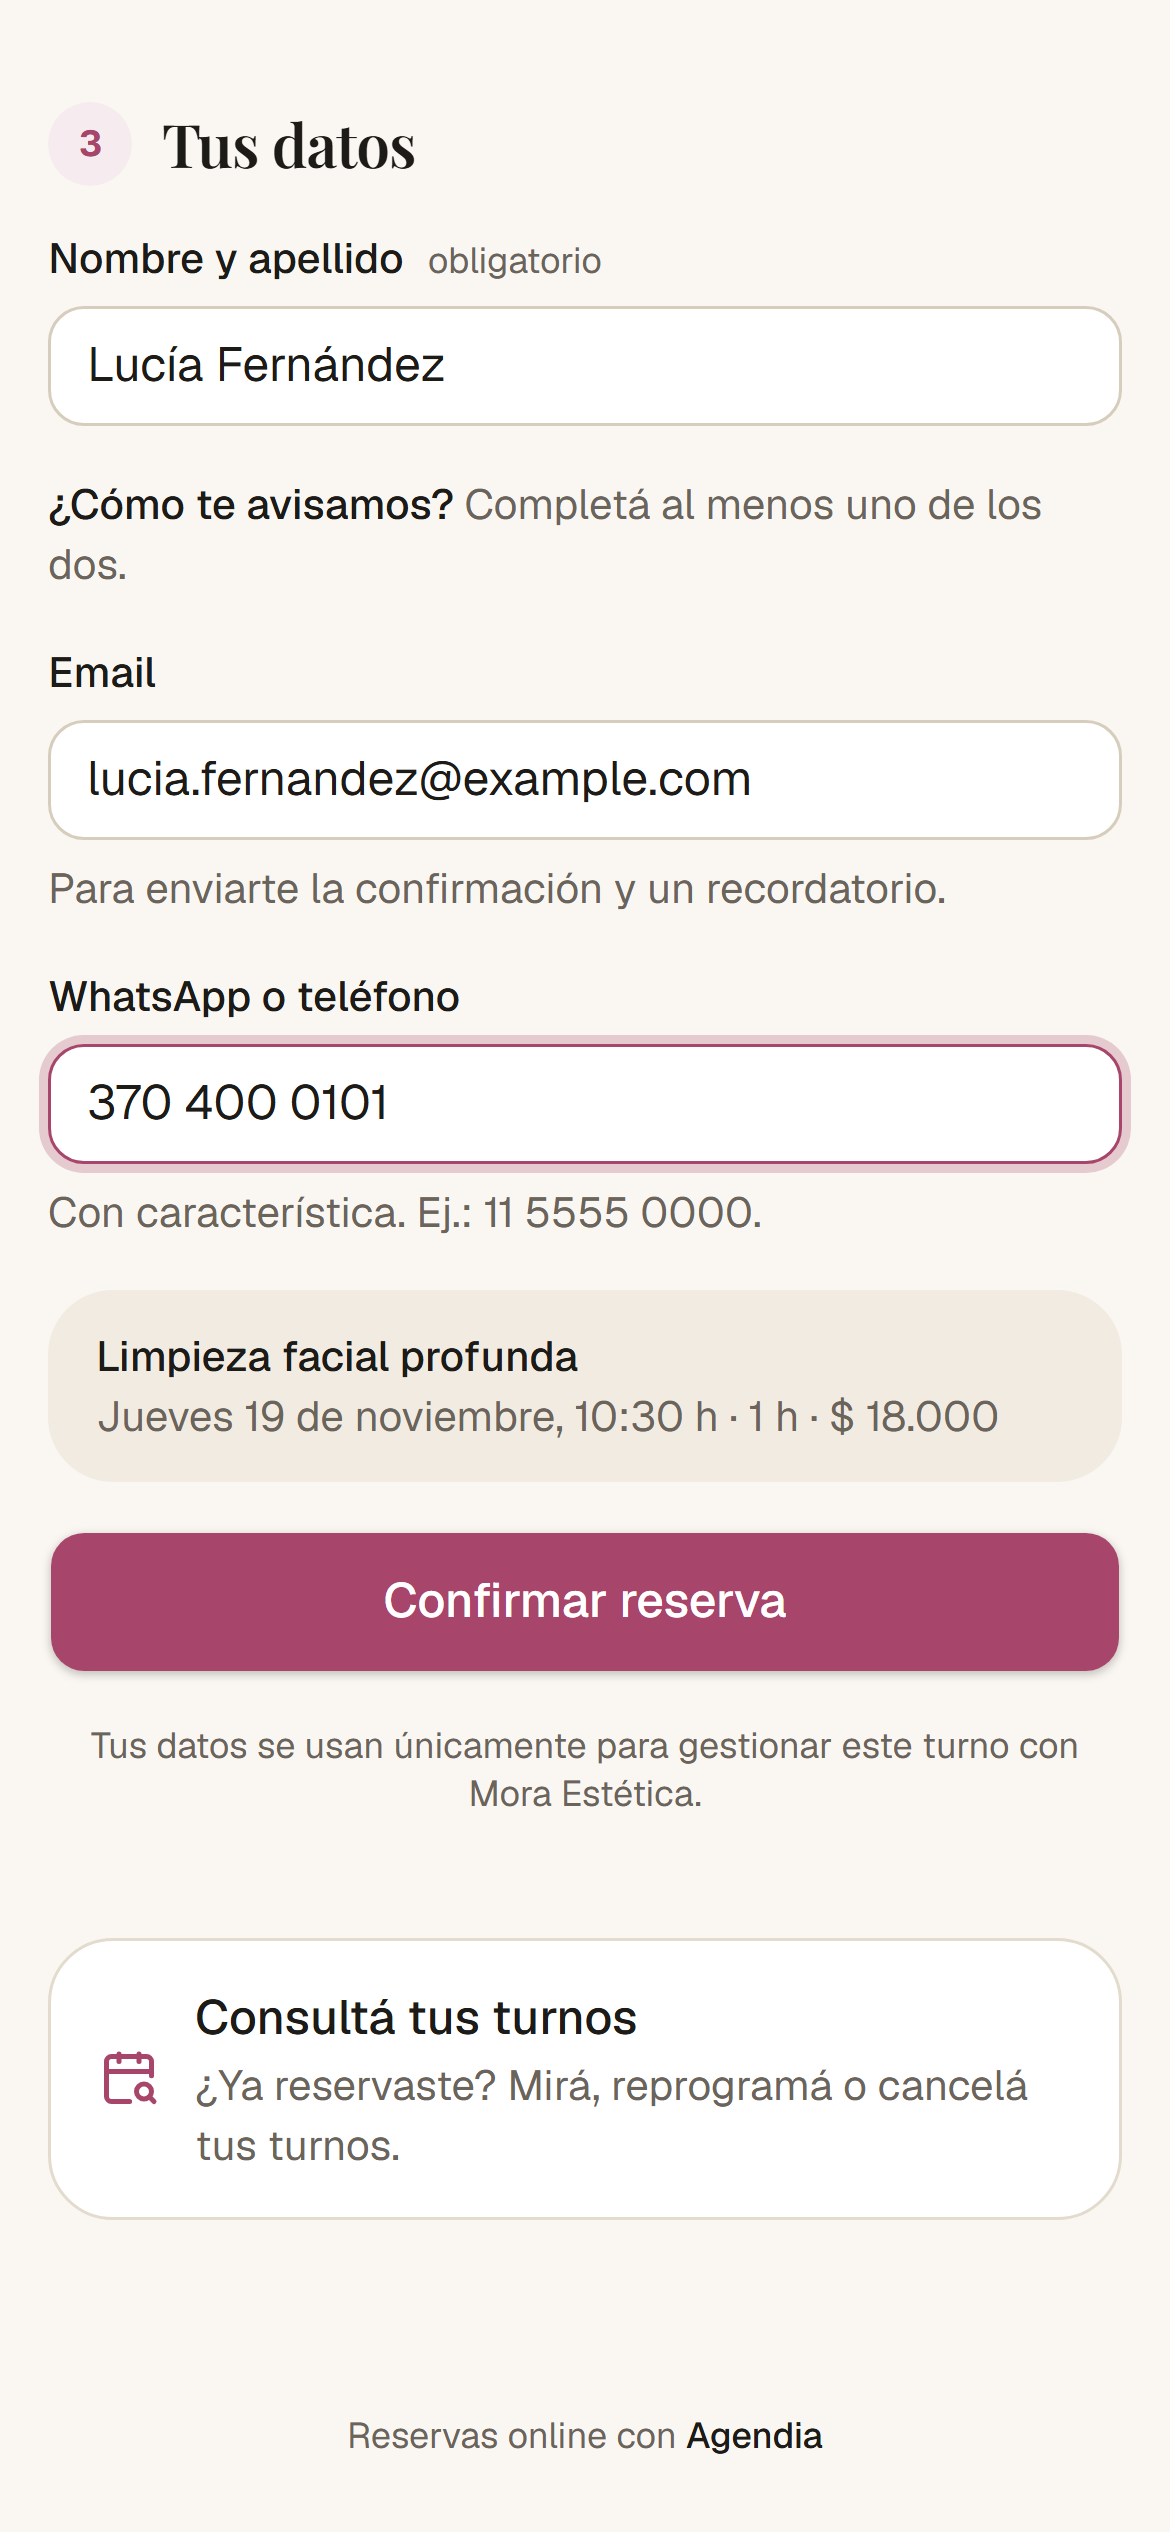 3
Tus datos
Nombre y apellido obligatorio
Lucía Fernández
¿Cómo te avisamos? Completá al menos uno de los
dos.
Email
lucia.fernandez@example.com
Para enviarte la confirmación y un recordatorio.
WhatsApp o teléfono
370 400 0101
Con característica. Ej.: 11 5555 0000.
Limpieza facial profunda
Jueves 19 de noviembre, 10:30 h · 1 h · $ 18.000
Confirmar reserva
Tus datos se usan únicamente para gestionar este turno con
Mora Estética.
Consultá tus turnos
¿Ya reservaste? Mirá, reprogramá o cancelá
tus turnos.
Reservas online con Agendia